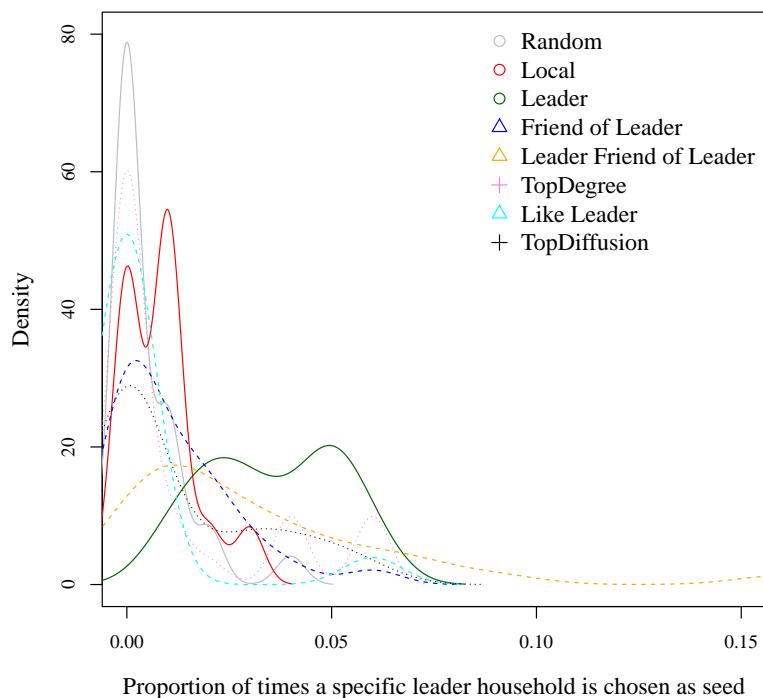 Random
Local
Leader
Friend of Leader
Leader Friend of Leader
TopDegree
Like Leader
TopDiffusion
Density
80
60
40
20
0
0.00 0.05 0.10 0.15
Proportion of times a specific leader household is chosen as seed